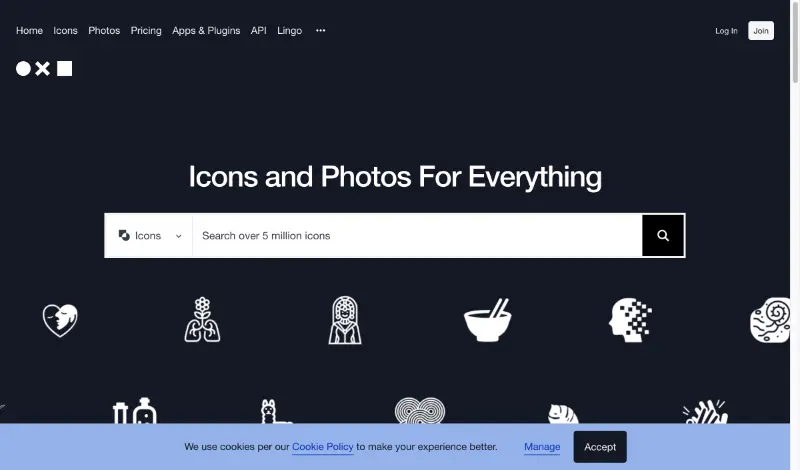 Home Icons Photos Pricing Apps & Plugins API Lingo ••• Log In Join
Icons and Photos For Everything
Icons Search over 5 million icons
We use cookies per our Cookie Policy to make your experience better. Manage Accept